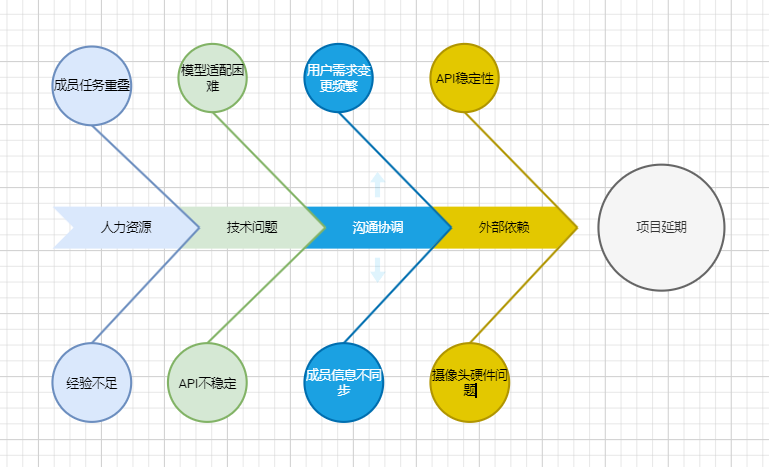 成员任务重叠
模型适配困
难
用户需求变
更频繁
API稳定性
人力资源
技术问题
沟通协调
外部依赖
项目延期
经验不足
API不稳定
成员信息不同
步
摄像头硬件问
题